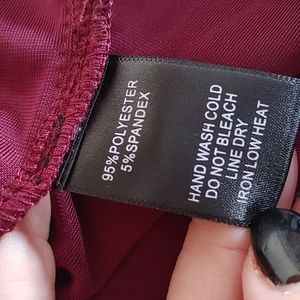 95%POLYESTER
5%SPANDEX
HAND WASH COLD
DO NOT BLEACH
LINE DRY
IRON LOW HEAT